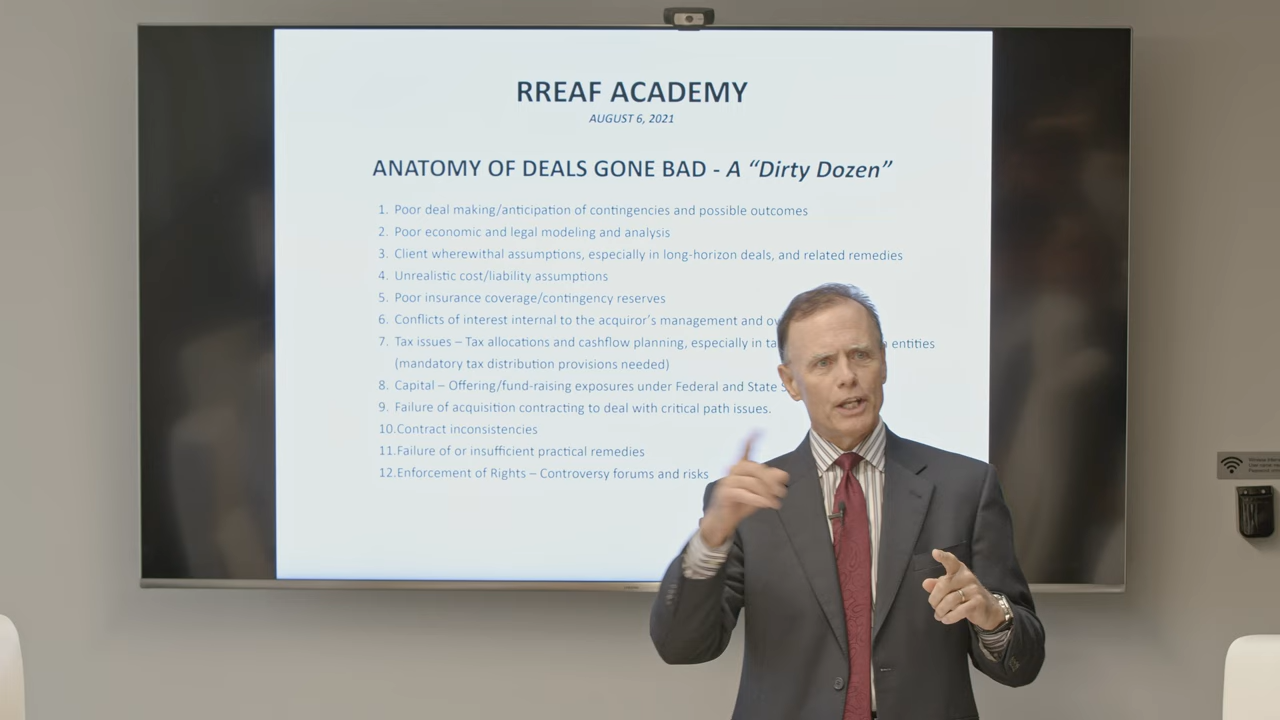 RREAF ACADEMY
AUGUST 6, 2021
ANATOMY OF DEALS GONE BAD - A “Dirty Dozen”
1. Poor deal making/anticipation of contingencies and possible outcomes
2. Poor economic and legal modeling and analysis
3. Client wherewithal assumptions, especially in long-horizon deals, and related remedies
4. Unrealistic cost/liability assumptions
5. Poor insurance coverage/contingency reserves
6. Conflicts of interest internal to the acquiror’s management and
7. Tax issues – Tax allocations and cashflow planning, especially in entities
(mandatory tax distribution provisions needed)
8. Capital – Offering/fund-raising exposures under Federal and State
9. Failure of acquisition contracting to deal with critical path issues.
10.Contract inconsistencies
11.Failure of or insufficient practical remedies
12.Enforcement of Rights – Controversy forums and risks